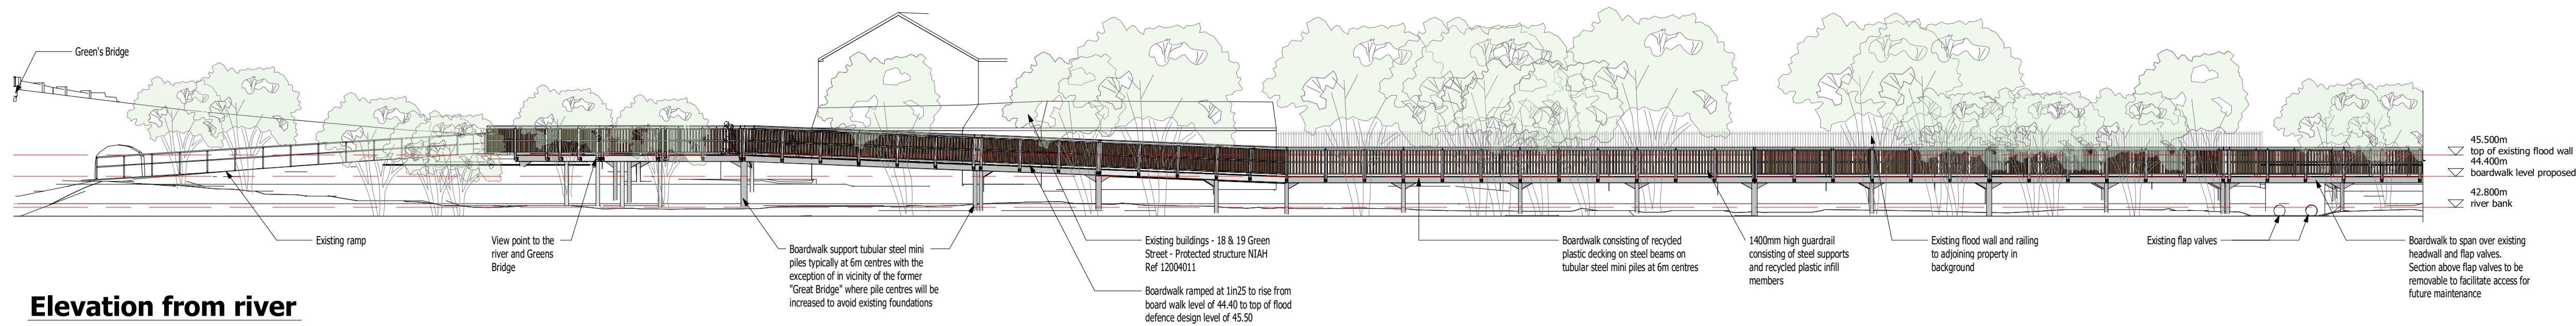 Green's Bridge
45.500m
top of existing flood wall
44.400m
boardwalk level proposed
42.800m
river bank
Existing ramp
View point to the
river and Greens
Bridge
Boardwalk support tubular steel mini
piles typically at 6m centres with the
exception of in vicinity of the former
"Great Bridge" where pile centres will be
increased to avoid existing foundations
Existing buildings - 18 & 19 Green
Street - Protected structure NIAH
Ref 12004011
Boardwalk ramped at 1in25 to rise from
board walk level of 44.40 to top of flood
defence design level of 45.50
Boardwalk consisting of recycled
plastic decking on steel beams on
tubular steel mini piles at 6m centres
1400mm high guardrail
consisting of steel supports
and recycled plastic infill
members
Existing flood wall and railing
to adjoining property in
background
Existing flap valves
Boardwalk to span over existing
headwall and flap valves.
Section above flap valves to be
removable to facilitate access for
future maintenance
Elevation from river